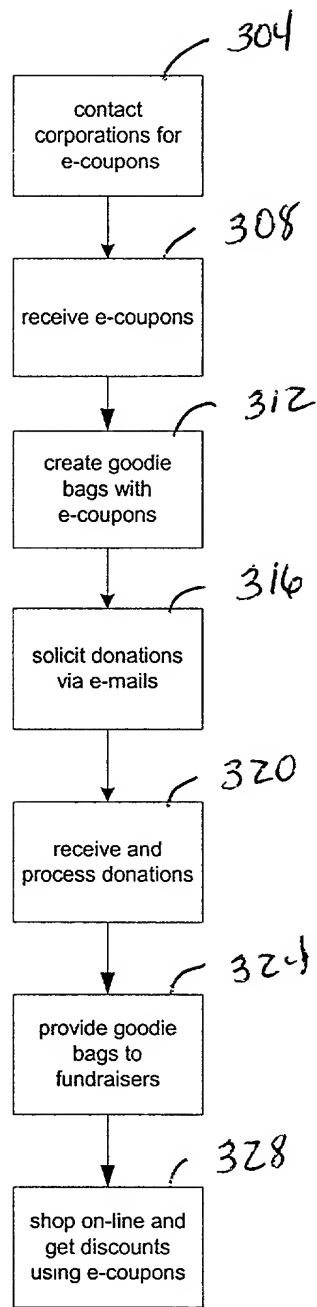 304
contact
corporations for
e-coupons
308
receive e-coupons
312
create goodie
bags with
e-coupons
316
solicit donations
via e-mails
320
receive and
process donations
324
provide goodie
bags to
fundraisers
328
shop on-line and
get discounts
using e-coupons